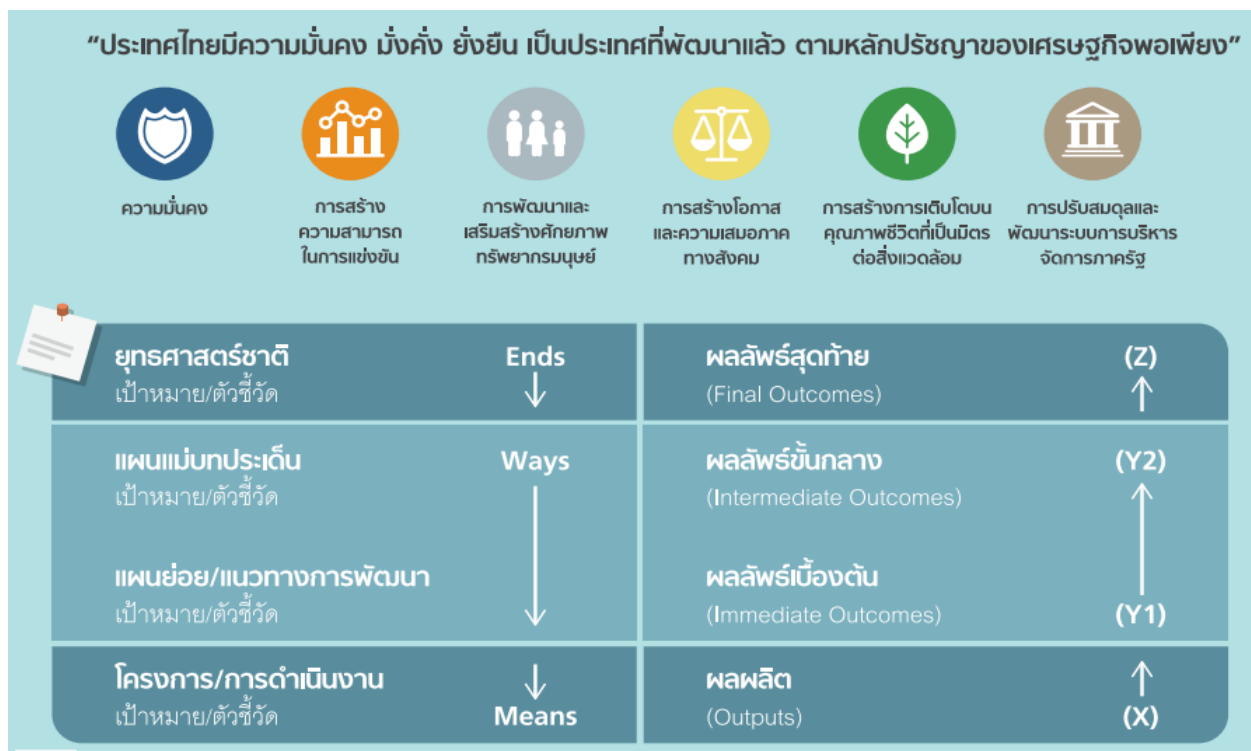 “ประเทศไทยมีความมั่นคง มั่งคั่ง ยั่งยืน เป็นประเทศที่พัฒนาแล้ว ตามหลักปรัชญาของเศรษฐกิจพอเพียง”
ความมั่นคง
การสร้าง
ความสามารถ
ในการแข่งขัน
การพัฒนาและ
เสริมสร้างศักยภาพ
ทรัพยากรมนุษย์
การสร้างโอกาส
และความเสมอภาค
ทางสังคม
การสร้างการเติบโตบน
คุณภาพชีวิตที่เป็นมิตร
ต่อสิ่งแวดล้อม
การปรับสมดุลและ
พัฒนาระบบการบริหาร
จัดการภาครัฐ
ยุทธศาสตร์ชาติ Ends
เป้าหมาย/ตัวชี้วัด
ผลลัพธ์สุดท้าย (Z)
(Final Outcomes)
แผนแม่บทประเด็น Ways
เป้าหมาย/ตัวชี้วัด
ผลลัพธ์ขั้นกลาง (Y2)
(Intermediate Outcomes)
แผนย่อย/แนวทางการพัฒนา
เป้าหมาย/ตัวชี้วัด
ผลลัพธ์เบื้องต้น
(Immediate Outcomes) (Y1)
โครงการ/การดำเนินงาน
เป้าหมาย/ตัวชี้วัด Means
ผลผลิต
(Outputs) (X)